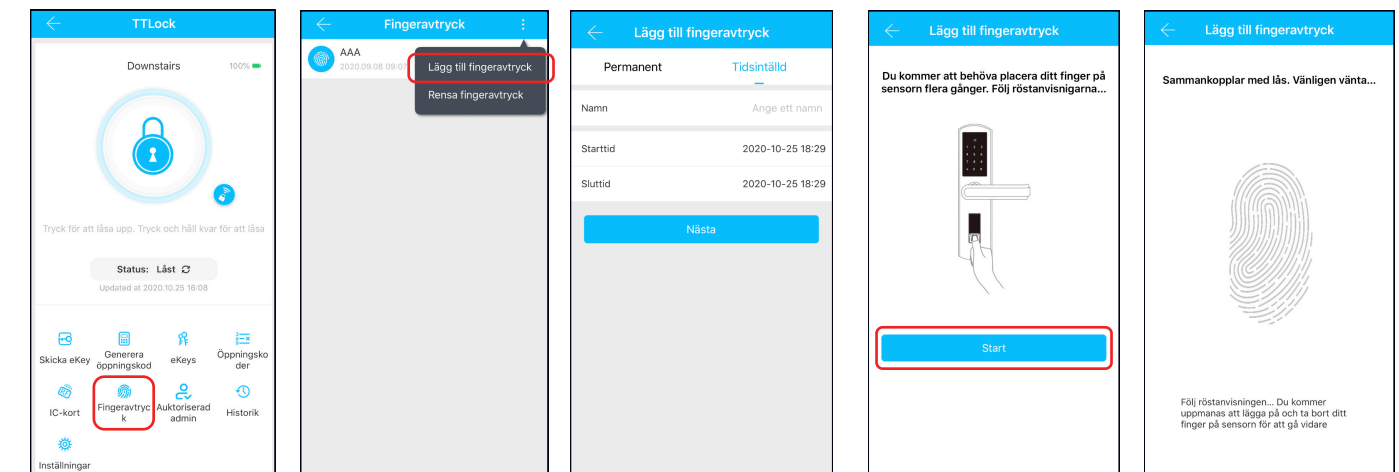 TTLock
Downstairs
100%
Tryck för att låsa upp. Tryck och håll kvar för att låsa
Status: Låst
Updated at 2020.10.25 16:08
Skicka eKey
Generera
öppningskod
eKeys
Öppningsko
der
IC-kort
Fingeravtryc
k
Auktoriserad
admin
Historik
Inställningar
Fingeravtryck
AAA
2020.09.08 09:07
Lägg till fingeravtryck
Rensa fingeravtryck
Lägg till fingeravtryck
Permanent
Tidsintälld
Namn
Ange ett namn
Starttid
2020-10-25 18:29
Sluttid
2020-10-25 18:29
Nästa
Lägg till fingeravtryck
Du kommer att behöva placera ditt finger på
sensorn flera gånger. Följ röstanvisnigarna...
Start
Lägg till fingeravtryck
Sammankopplar med lås. Vänligen vänta...
Följ röstanvisningen... Du kommer
uppmanas att lägga på och ta bort ditt
finger på sensorn för att gå vidare